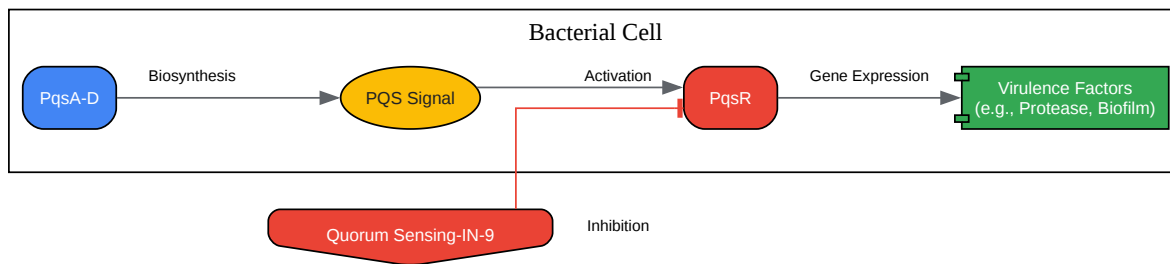 Bacterial Cell
Biosynthesis
Activation
Gene Expression
PqsA-D
PQS Signal
PqsR
Virulence Factors
(e.g., Protease, Biofilm)
Quorum Sensing-IN-9
Inhibition